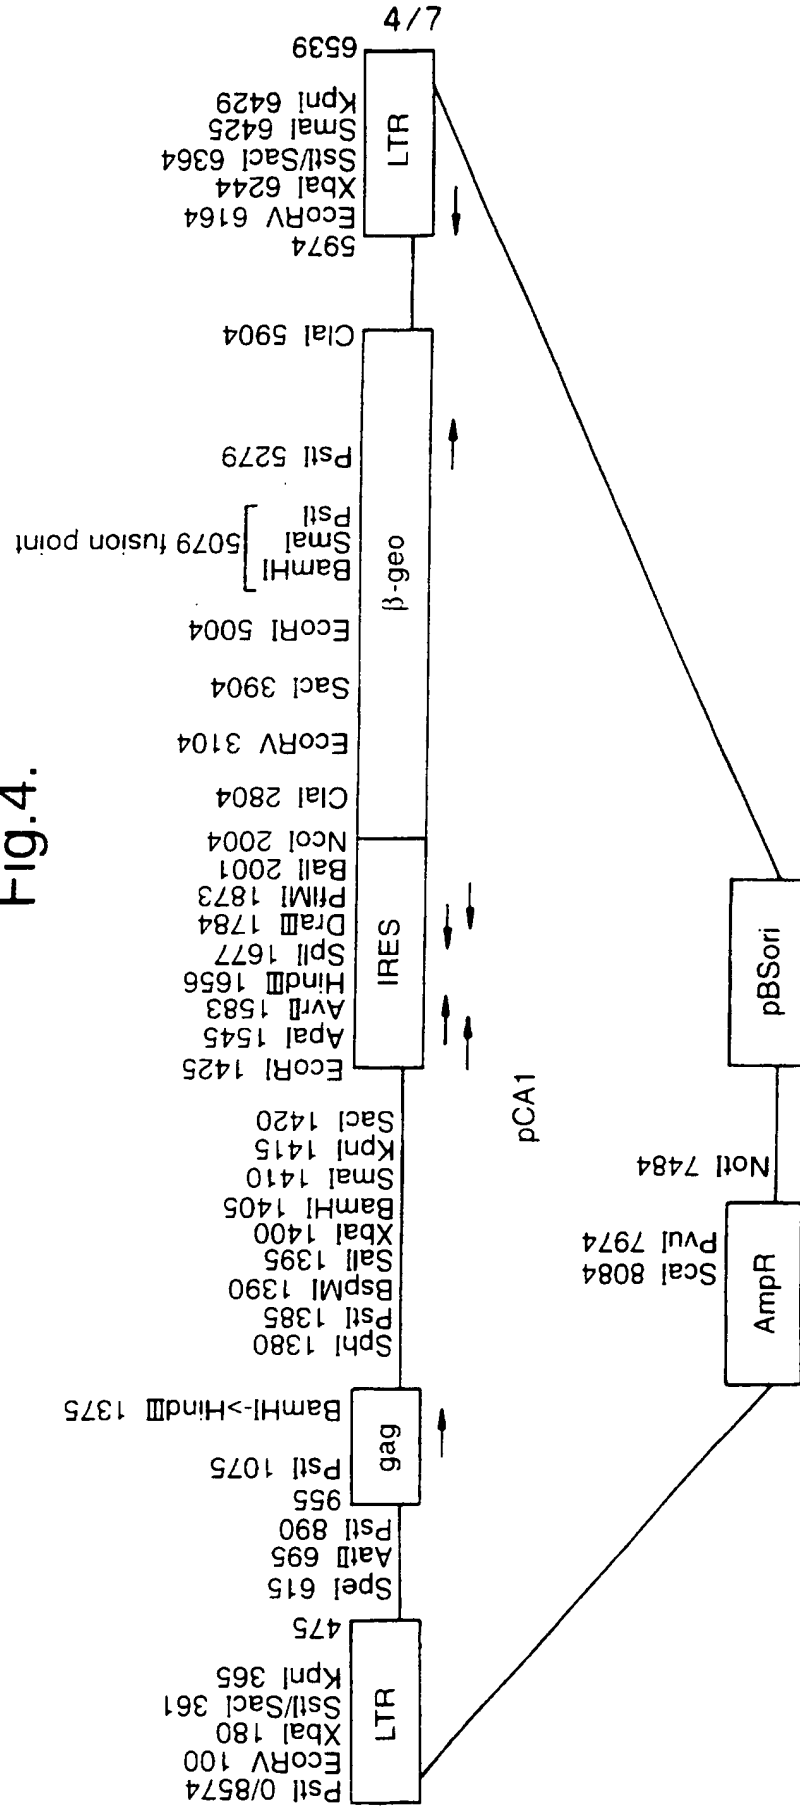 4/7
Fig.4.
PstI 0/8574
EcoRV 100
XbaI 180
SstI/SacI 361
KpnI 365
475
SpeI 615
AatII 695
PstI 890
955
PstI 1075
BamHI->HindIII 1375
SphI 1380
PstI 1385
BspMI 1390
SalI 1395
XbaI 1400
BamHI 1405
SmaI 1410
KpnI 1415
SacI 1420
EcoRI 1425
ApaI 1545
AvrII 1583
HindIII 1656
SplI 1677
DraIII 1784
PflMI 1873
BalI 2001
NcoI 2004
ClaI 2804
EcoRV 3104
SacI 3904
EcoRI 5004
BamHI
SmaI
PstI
5079 fusion point
PstI 5279
ClaI 5904
5974
EcoRV 6164
XbaI 6244
SstI/SacI 6364
SmaI 6425
KpnI 6429
6539
LTR
gag
IRES
β-geo
LTR
pCA1
ScaI 8084
PvuI 7974
NotI 7484
AmpR
pBSori